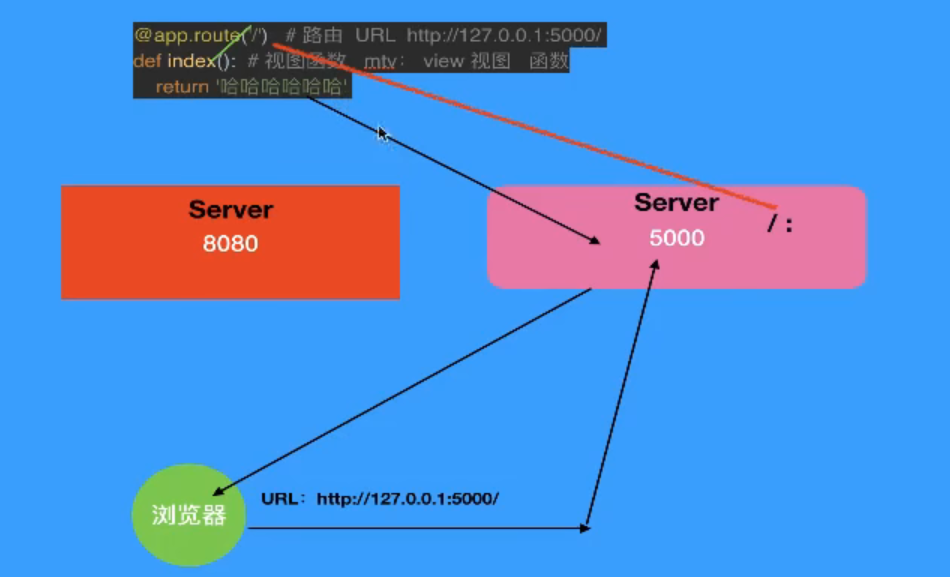 @app.route('/') # 路由 URL http://127.0.0.1:5000/
def index(): # 视图函数 mtv: view 视图 函数
return '哈哈哈哈哈哈'
Server
8080
Server
5000
/ :
浏览器
URL: http://127.0.0.1:5000/